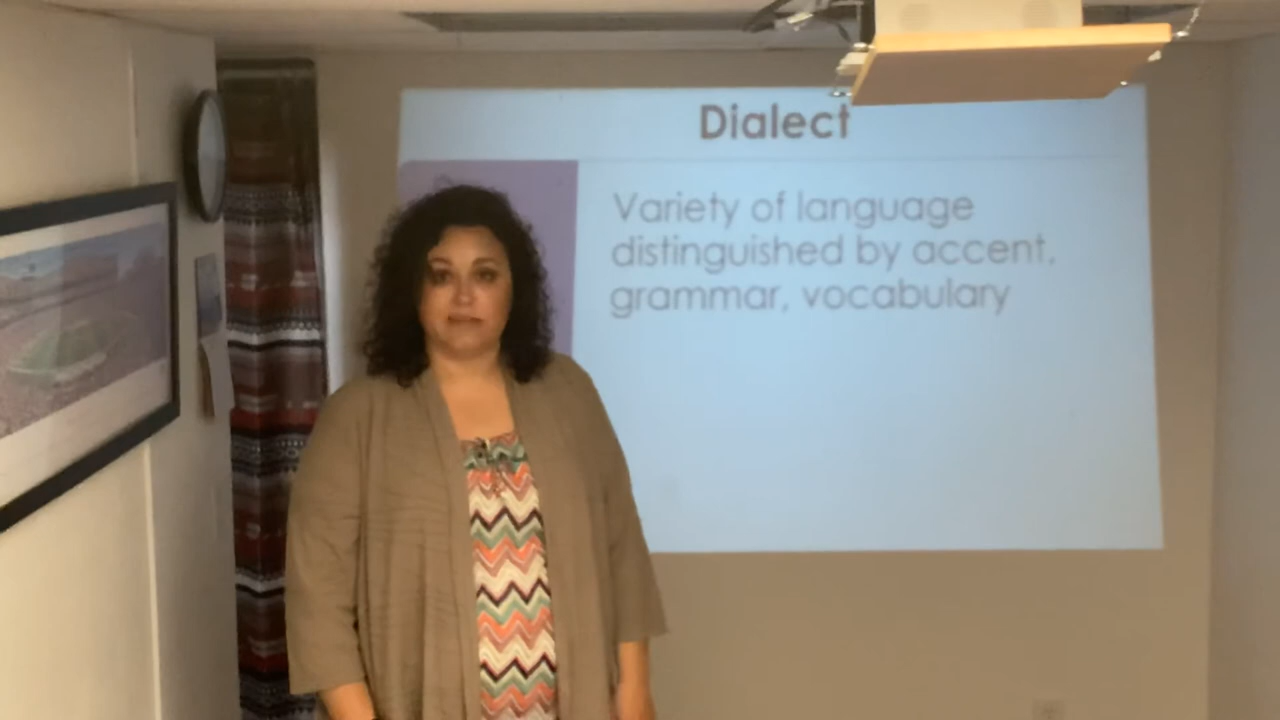 Dialect
Variety of language
distinguished by accent,
grammar, vocabulary